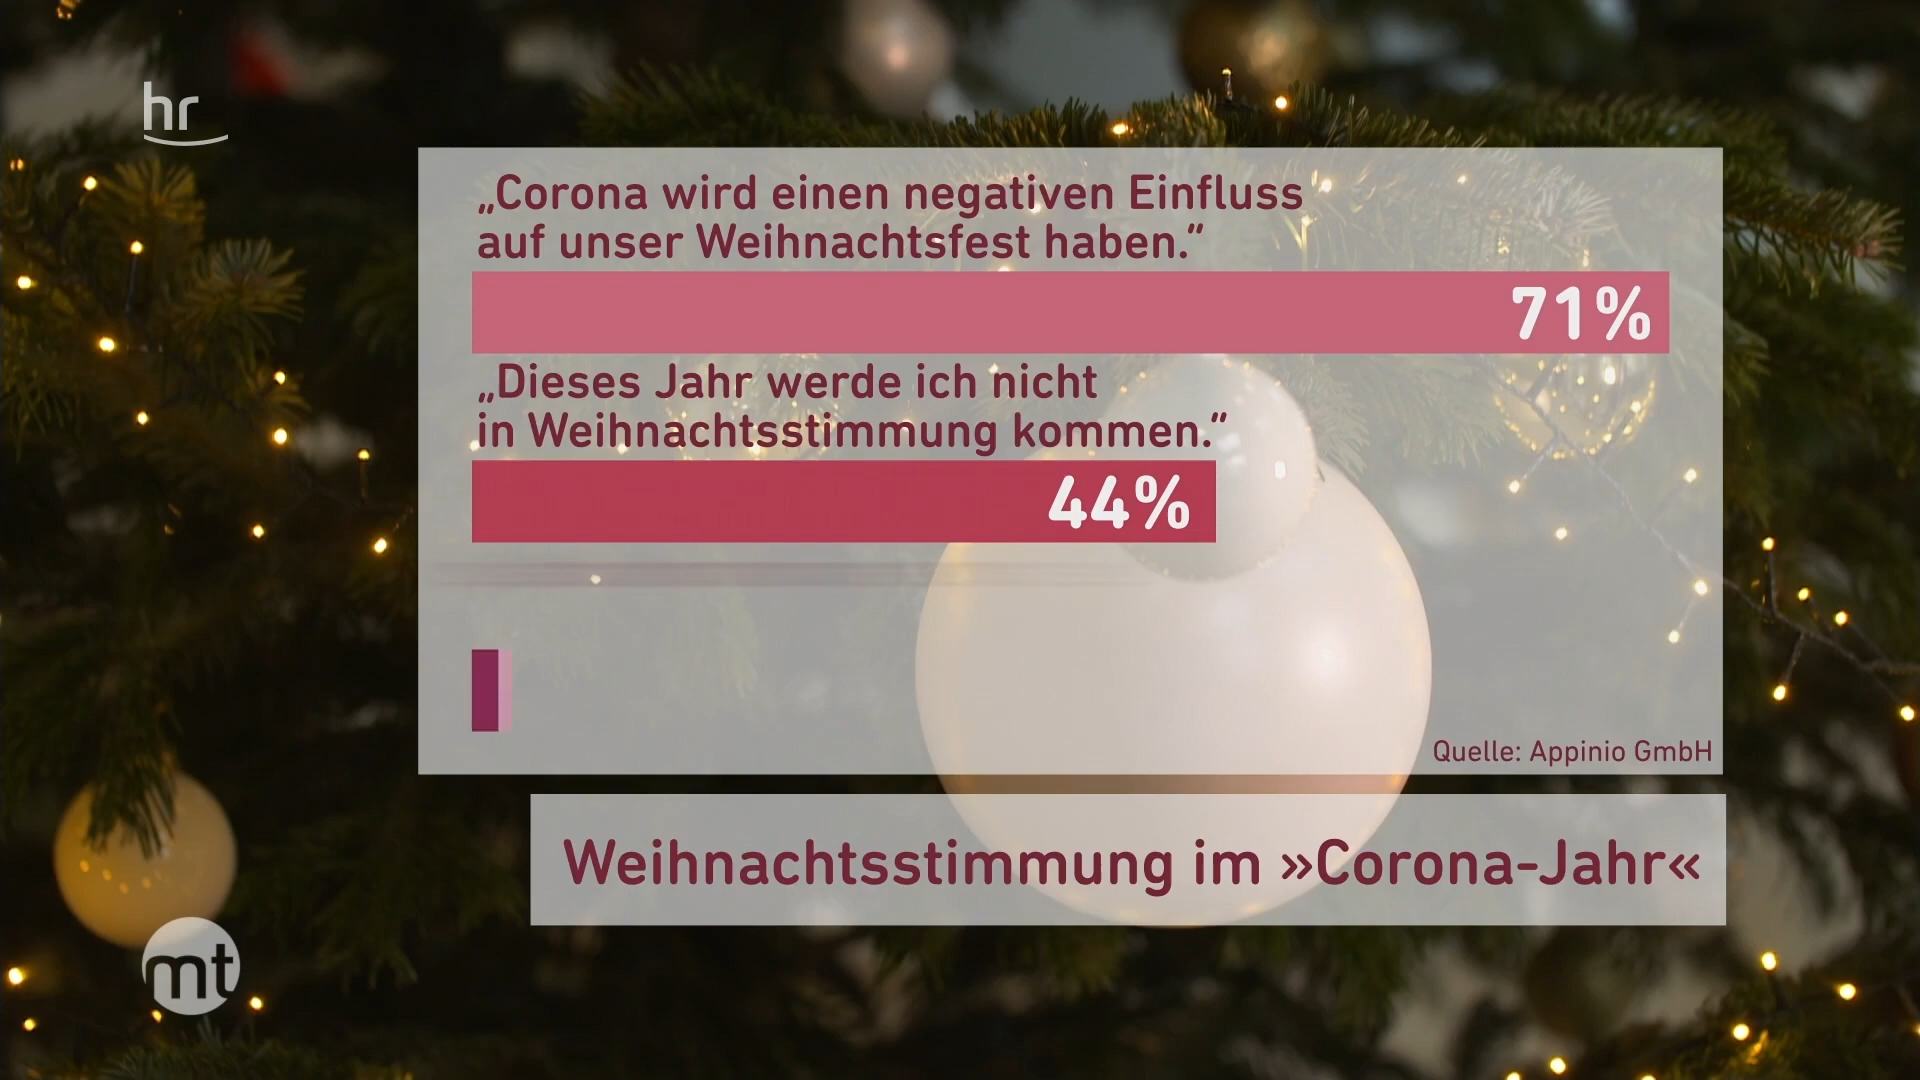 hr
„Corona wird einen negativen Einfluss
auf unser Weihnachtsfest haben.“
71%
„Dieses Jahr werde ich nicht
in Weihnachtsstimmung kommen.“
44%
Quelle: Appinio GmbH
Weihnachtsstimmung im »Corona-Jahr«
mt